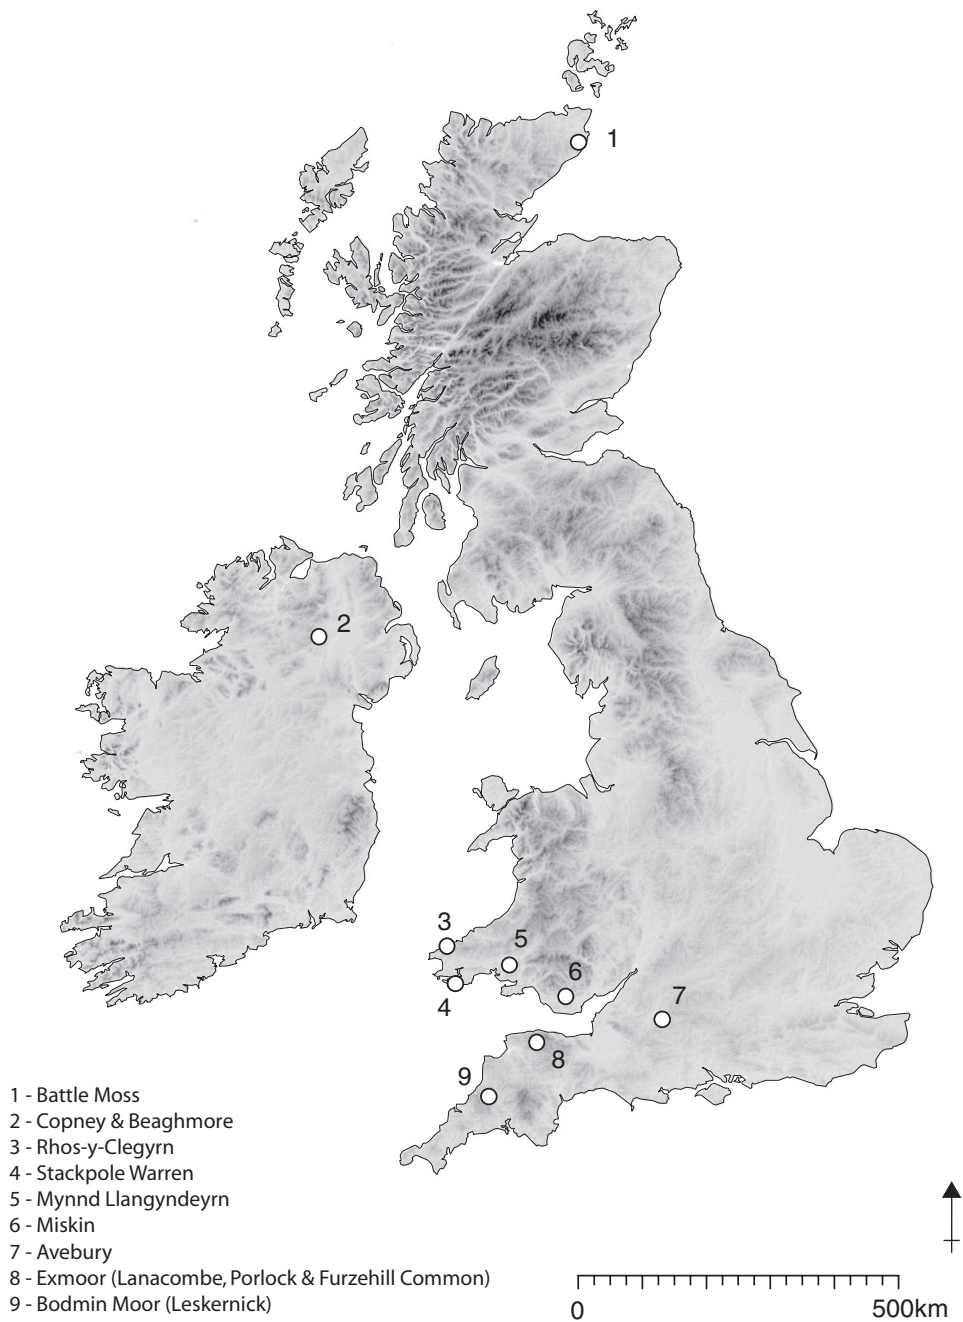 1
2
3
5
6
4
7
8
9
1 - Battle Moss
2 - Copney & Beaghmore
3 - Rhos-y-Clegyrn
4 - Stackpole Warren
5 - Mynnd Llangyndeyrn
6 - Miskin
7 - Avebury
8 - Exmoor (Lanacombe, Porlock & Furzehill Common)
9 - Bodmin Moor (Leskernick)
0 500km